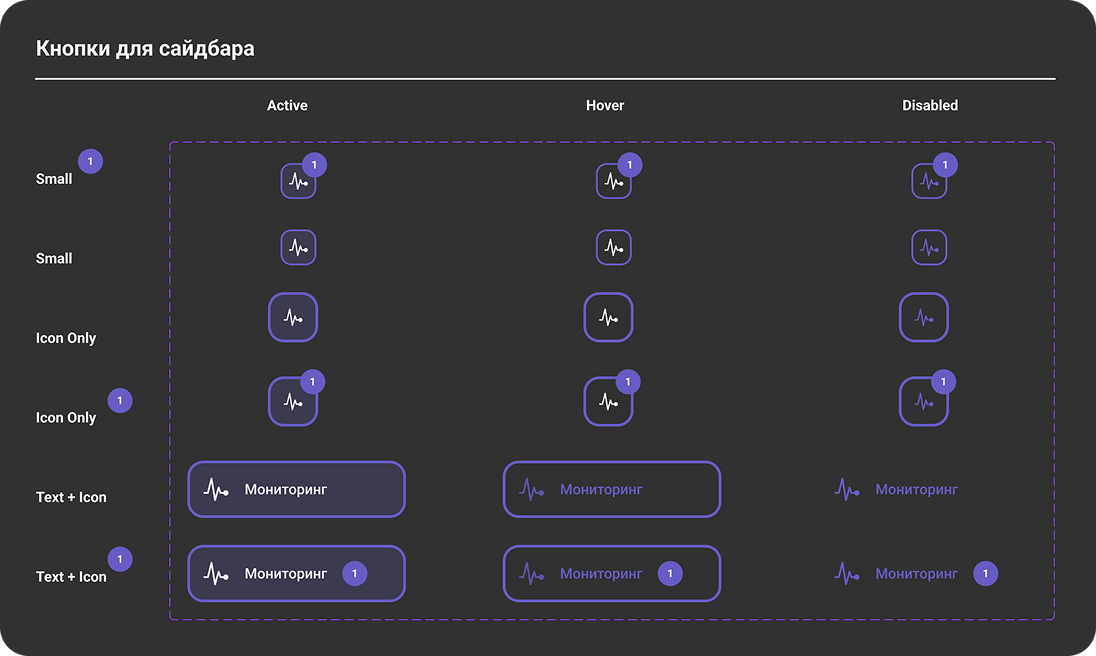 Кнопки для сайдбара
Active Hover Disabled
Small 1 1 1 1
Small
Icon Only
Icon Only 1 1 1 1
Text + Icon Мониторинг Мониторинг Мониторинг
Text + Icon 1 Мониторинг 1 Мониторинг 1 Мониторинг 1